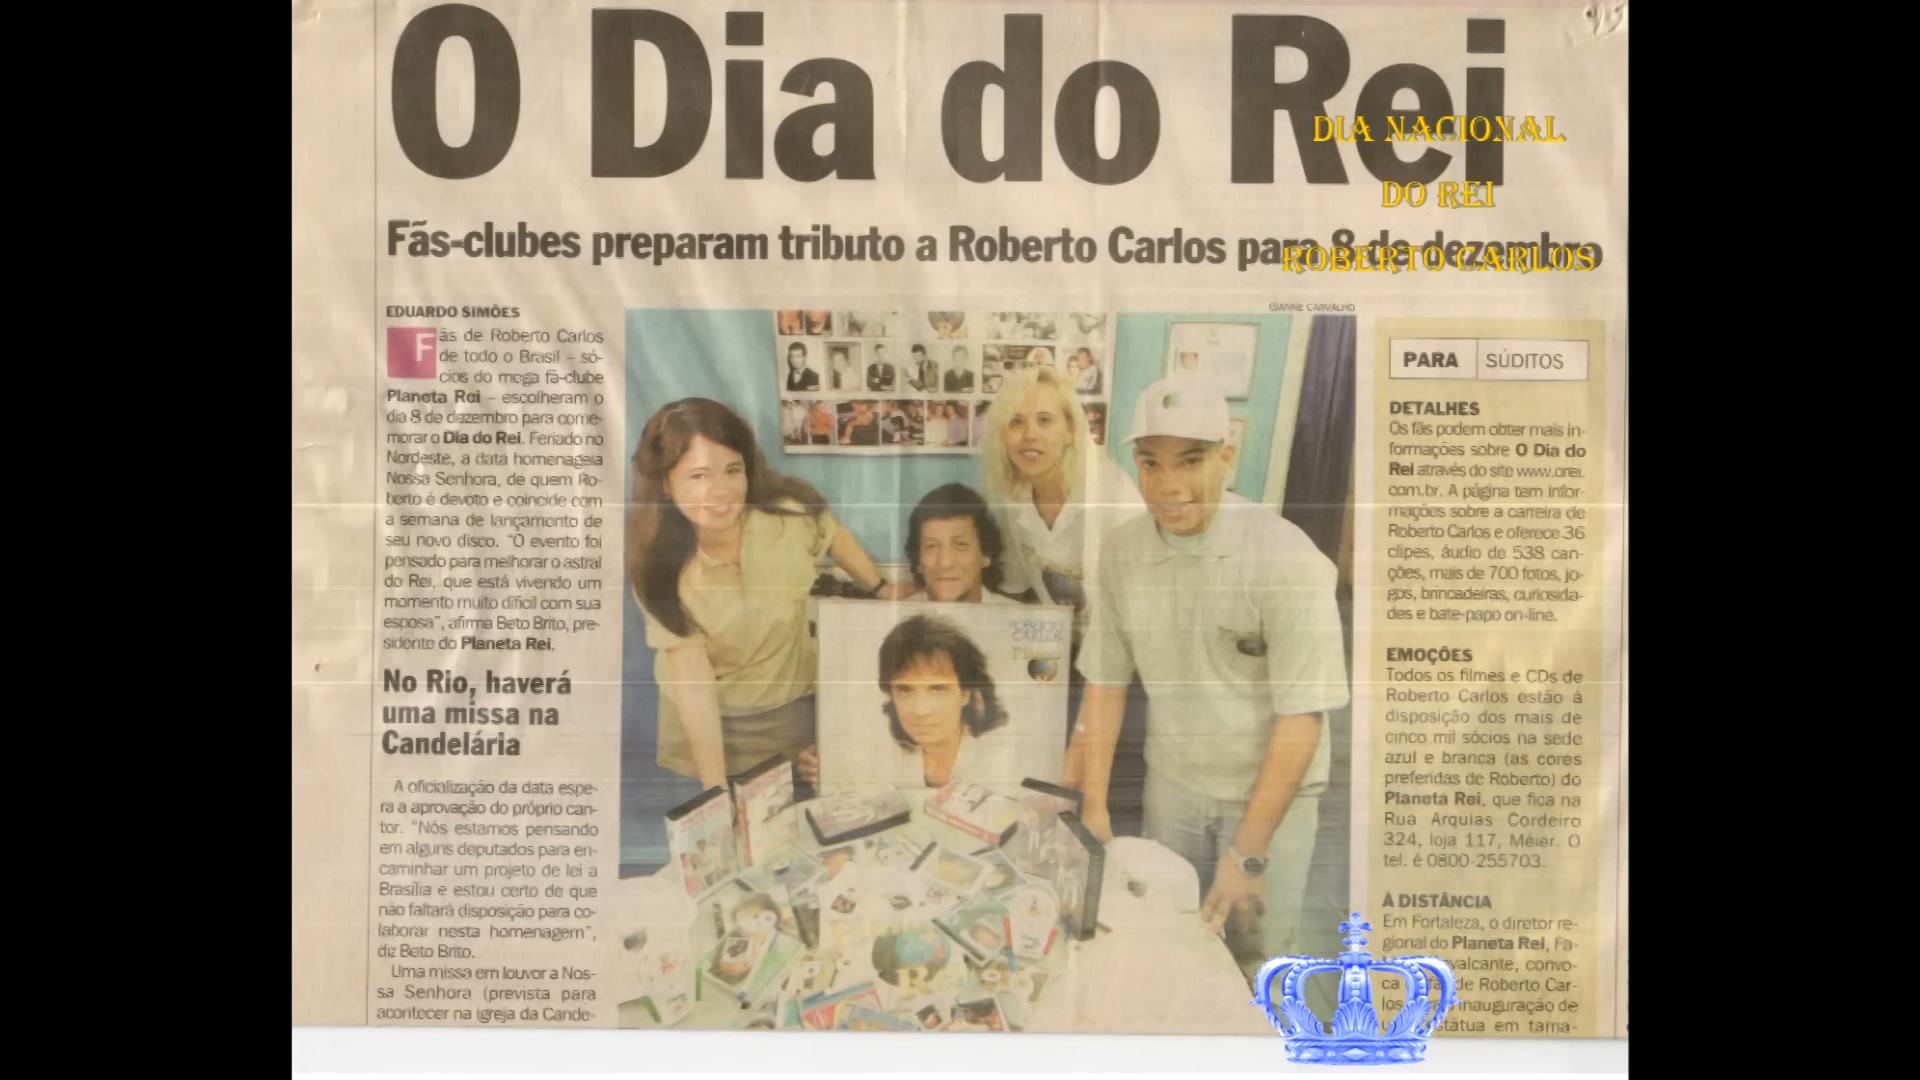 O Dia do Rei
DIA NACIONAL
DO REI
ROBERTO CARLOS
Fãs-clubes preparam tributo a Roberto Carlos para 8 de dezembro
GIANNE CARVALHO
EDUARDO SIMÕES
Fãs de Roberto Carlos
de todo o Brasil – só-
cios do mega fã-clube
Planeta Rei – escolheram o
dia 8 de dezembro para come-
morar o Dia do Rei. Feriado no
Nordeste, a data homenageia
Nossa Senhora, de quem Ro-
berto é devoto e coincide com
a semana de lançamento de
seu novo disco. “O evento foi
pensado para melhorar o astral
do Rei, que está vivendo um
momento muito difícil com sua
esposa”, afirma Beto Brito, pre-
sidente do Planeta Rei.
No Rio, haverá
uma missa na
Candelária
A oficialização da data espe-
ra a aprovação do próprio can-
tor. “Nós estamos pensando
em alguns deputados para en-
caminhar um projeto de lei a
Brasília e estou certo de que
não faltará disposição para co-
laborar nesta homenagem”,
diz Beto Brito.
Uma missa em louvor a Nos-
sa Senhora (prevista para
acontecer na igreja da Cande-
ROBERTO
CARLOS
PARA SÚDITOS
DETALHES
Os fãs podem obter mais in-
formações sobre O Dia do
Rei através do site www.orei.
com.br. A página tem infor-
mações sobre a carreira de
Roberto Carlos e oferece 36
clipes, áudio de 538 can-
ções, mais de 700 fotos, jo-
gos, brincadeiras, curiosida-
des e bate-papo on-line.
EMOÇÕES
Todos os filmes e CDs de
Roberto Carlos estão à
disposição dos mais de
cinco mil sócios na sede
azul e branca (as cores
preferidas de Roberto) do
Planeta Rei, que fica na
Rua Arquias Cordeiro
324, loja 117, Méier. O
tel. é 0800-255703.
À DISTÂNCIA
Em Fortaleza, o diretor re-
gional do Planeta Rei, Fa-
valcante, convo-
ca de Roberto Car-
los inauguração de
estátua em tama-